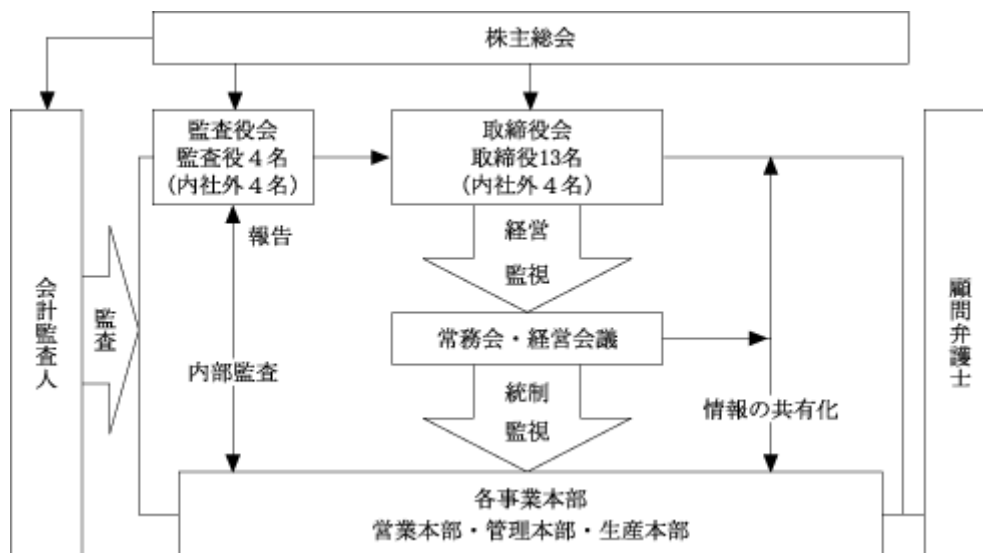 株主総会
監査役会
監査役4名
(内社外4名)
取締役会
取締役13名
(内社外4名)
報告
経営
監視
会計監査人
監査
顧問弁護士
常務会・経営会議
内部監査
統制
監視
情報の共有化
各事業本部
営業本部・管理本部・生産本部